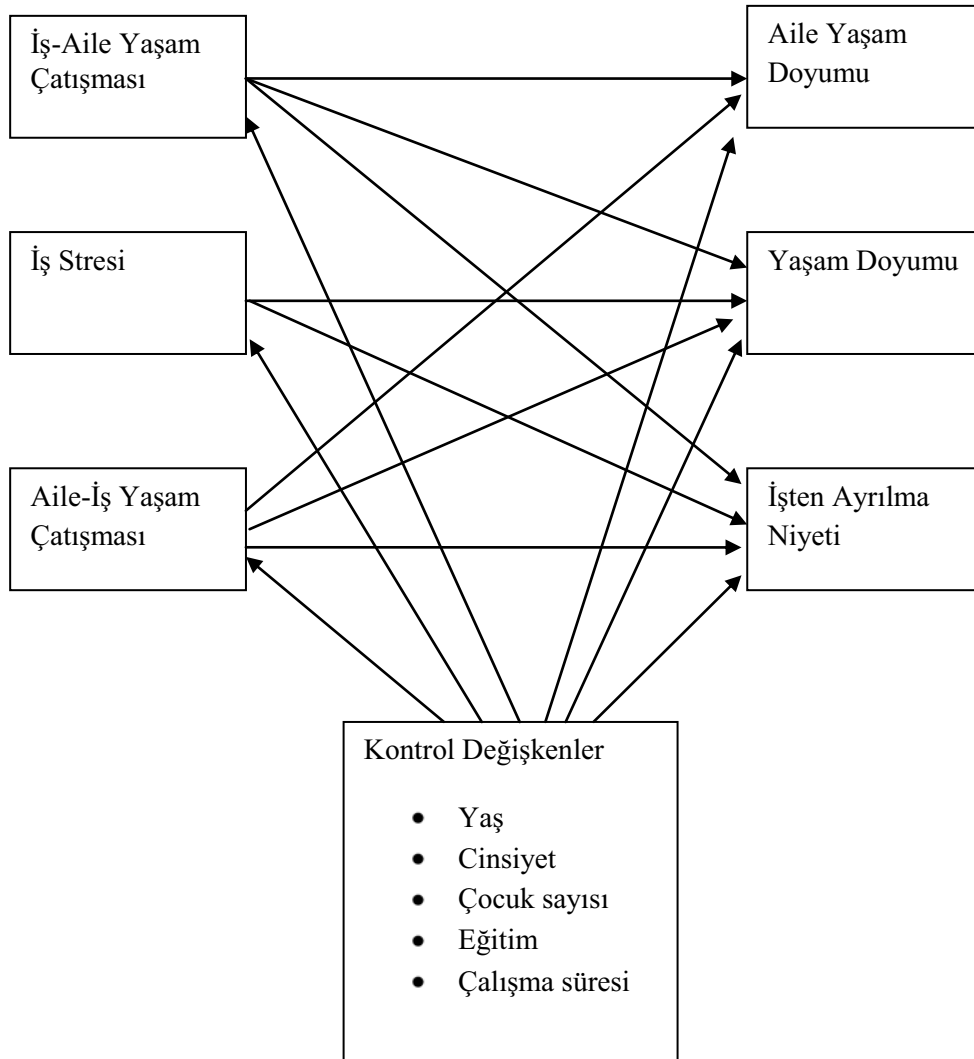 İş-Aile Yaşam
Çatışması
Aile Yaşam
Doyumu
İş Stresi
Yaşam Doyumu
Aile-İş Yaşam
Çatışması
İşten Ayrılma
Niyeti
Kontrol Değişkenler
• Yaş
• Cinsiyet
• Çocuk sayısı
• Eğitim
• Çalışma süresi